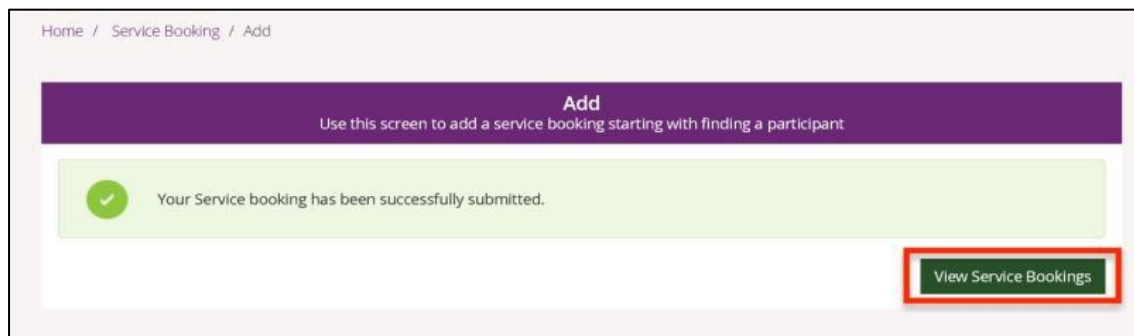 Home / Service Booking / Add
Add
Use this screen to add a service booking starting with finding a participant
Your Service booking has been successfully submitted.
View Service Bookings